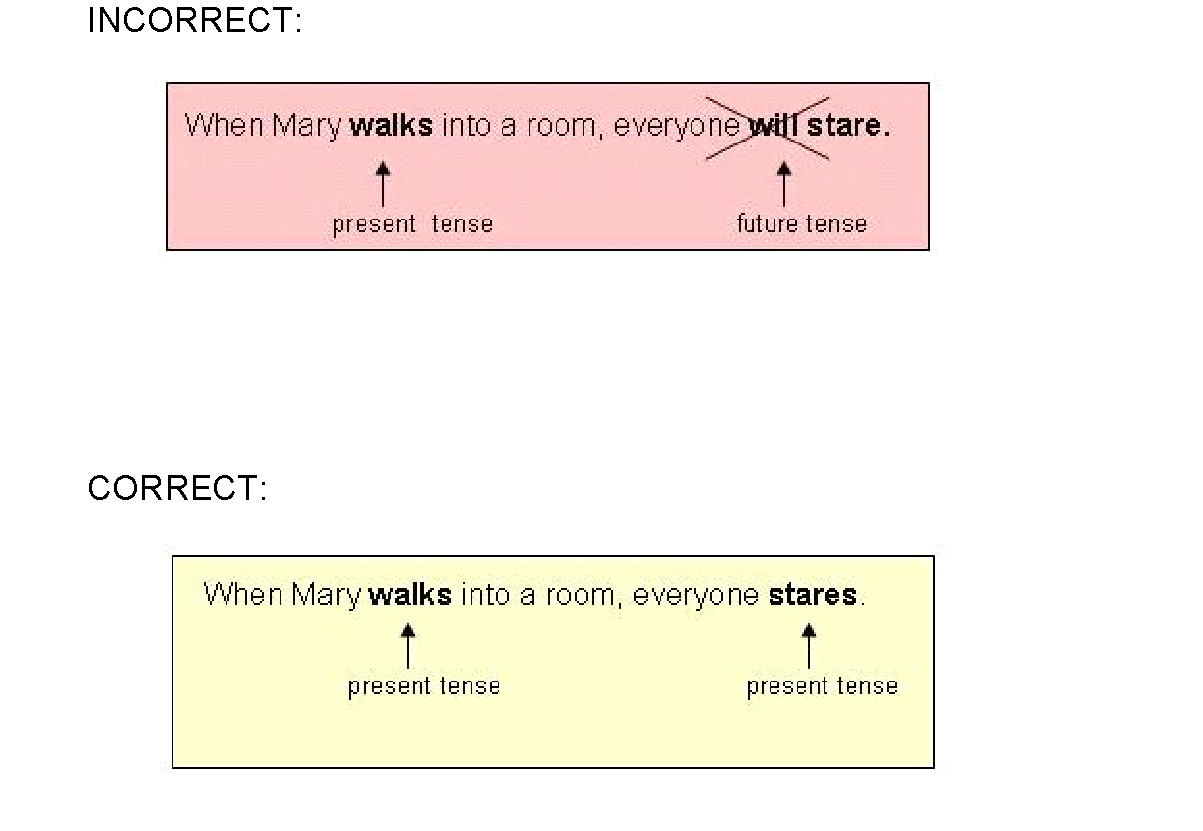 INCORRECT:
When Mary walks into a room, everyone will stare.
present tense future tense
CORRECT:
When Mary walks into a room, everyone stares.
present tense present tense